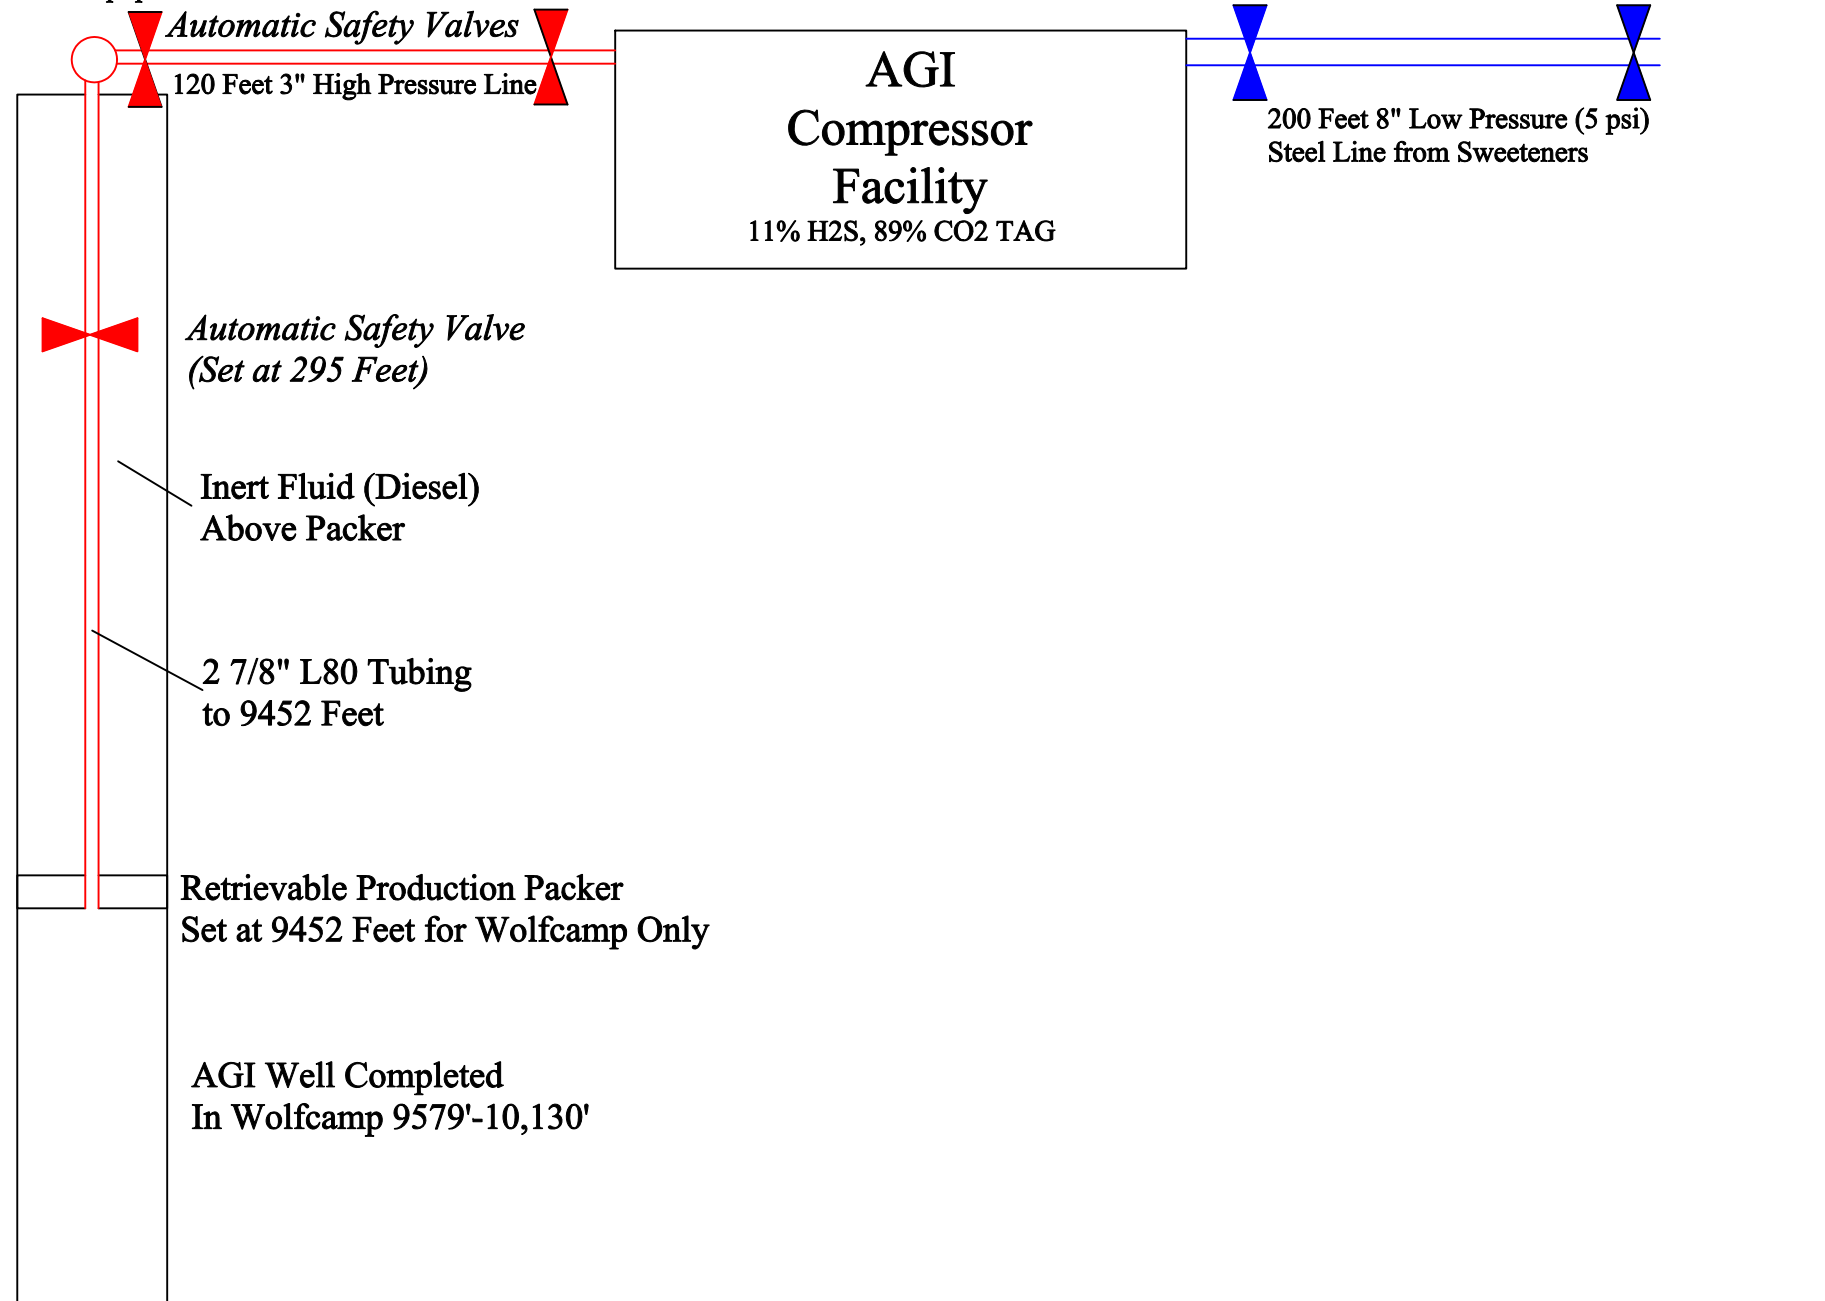 Automatic Safety Valves
120 Feet 3" High Pressure Line
AGI
Compressor
Facility
11% H2S, 89% CO2 TAG
200 Feet 8" Low Pressure (5 psi)
Steel Line from Sweeteners
Automatic Safety Valve
(Set at 295 Feet)
Inert Fluid (Diesel)
Above Packer
2 7/8" L80 Tubing
to 9452 Feet
Retrievable Production Packer
Set at 9452 Feet for Wolfcamp Only
AGI Well Completed
In Wolfcamp 9579'-10,130'